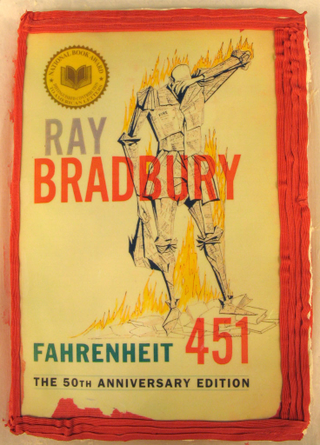 NATIONAL BOOK AWARD
RAY
BRADBURY
FAHRENHEIT 451
THE 50TH ANNIVERSARY EDITION